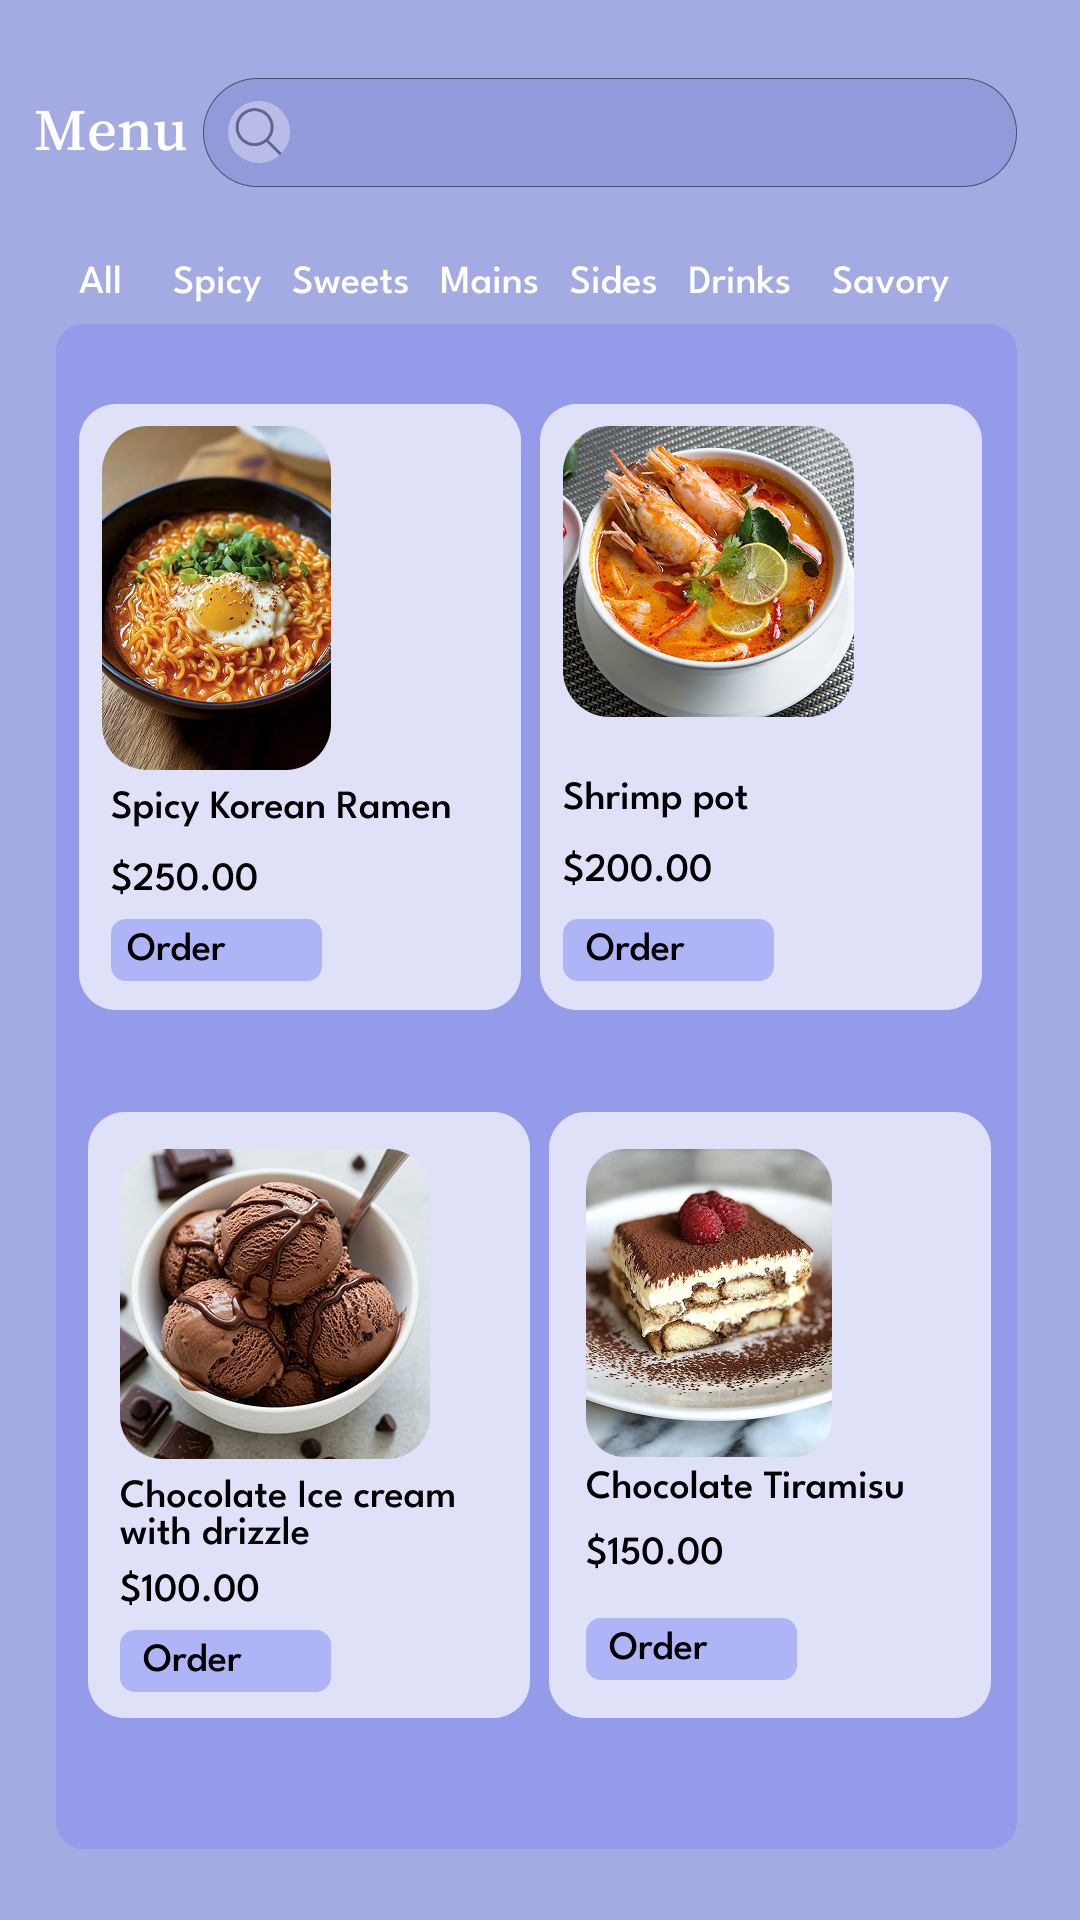 Menu
All Spicy Sweets Mains Sides Drinks Savory
Spicy Korean Ramen
$250.00
Order
Shrimp pot
$200.00
Order
Chocolate Ice cream
with drizzle
$100.00
Order
Chocolate Tiramisu
$150.00
Order